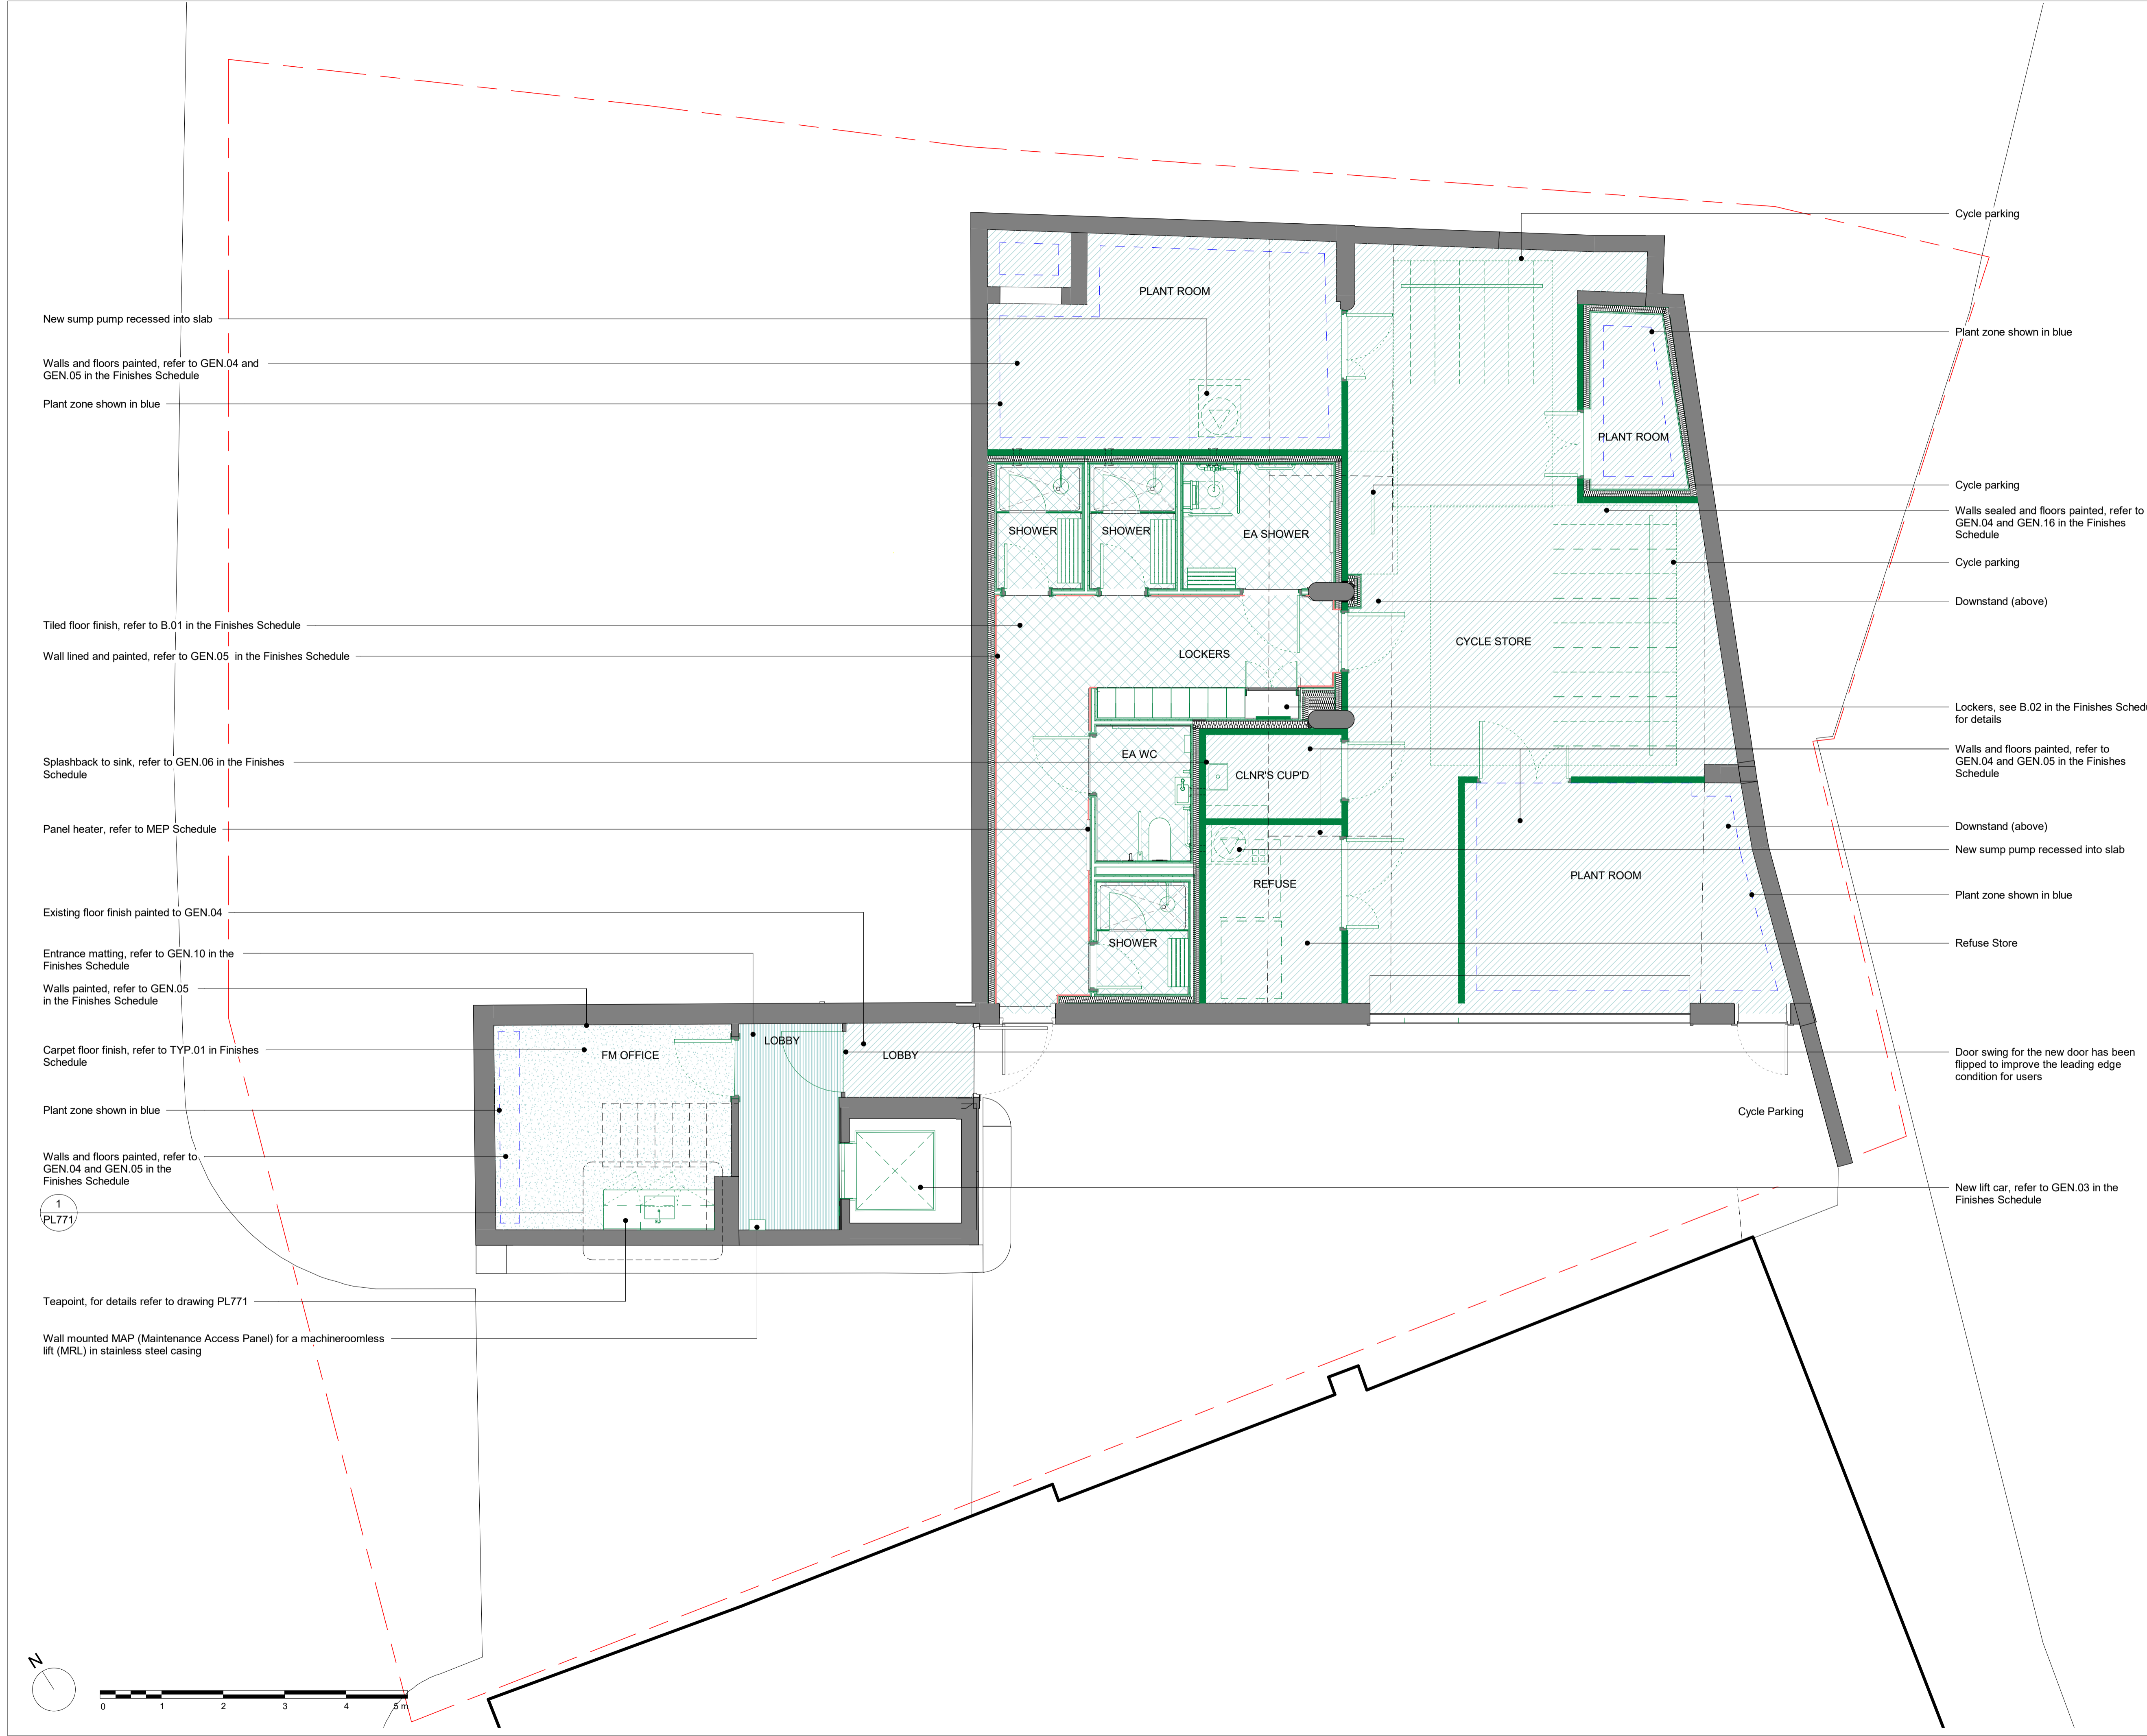 New sump pump recessed into slab
Walls and floors painted, refer to GEN.04 and
GEN.05 in the Finishes Schedule
Plant zone shown in blue
Tiled floor finish, refer to B.01 in the Finishes Schedule
Wall lined and painted, refer to GEN.05 in the Finishes Schedule
Splashback to sink, refer to GEN.06 in the Finishes
Schedule
Panel heater, refer to MEP Schedule
Existing floor finish painted to GEN.04
Entrance matting, refer to GEN.10 in the
Finishes Schedule
Walls painted, refer to GEN.05
in the Finishes Schedule
Carpet floor finish, refer to TYP.01 in Finishes
Schedule
Plant zone shown in blue
Walls and floors painted, refer to
GEN.04 and GEN.05 in the
Finishes Schedule
1
PL771
Teapoint, for details refer to drawing PL771
Wall mounted MAP (Maintenance Access Panel) for a machineroomless
lift (MRL) in stainless steel casing
PLANT ROOM
PLANT ROOM
SHOWER
SHOWER
EA SHOWER
LOCKERS
CYCLE STORE
EA WC
CLNR'S CUP'D
REFUSE
PLANT ROOM
SHOWER
FM OFFICE
LOBBY
LOBBY
Cycle Parking
Cycle parking
Plant zone shown in blue
Cycle parking
Walls sealed and floors painted, refer to
GEN.04 and GEN.16 in the Finishes
Schedule
Cycle parking
Downstand (above)
Lockers, see B.02 in the Finishes Schedu
for details
Walls and floors painted, refer to
GEN.04 and GEN.05 in the Finishes
Schedule
Downstand (above)
New sump pump recessed into slab
Plant zone shown in blue
Refuse Store
Door swing for the new door has been
flipped to improve the leading edge
condition for users
New lift car, refer to GEN.03 in the
Finishes Schedule
N
0 1 2 3 4 5 m